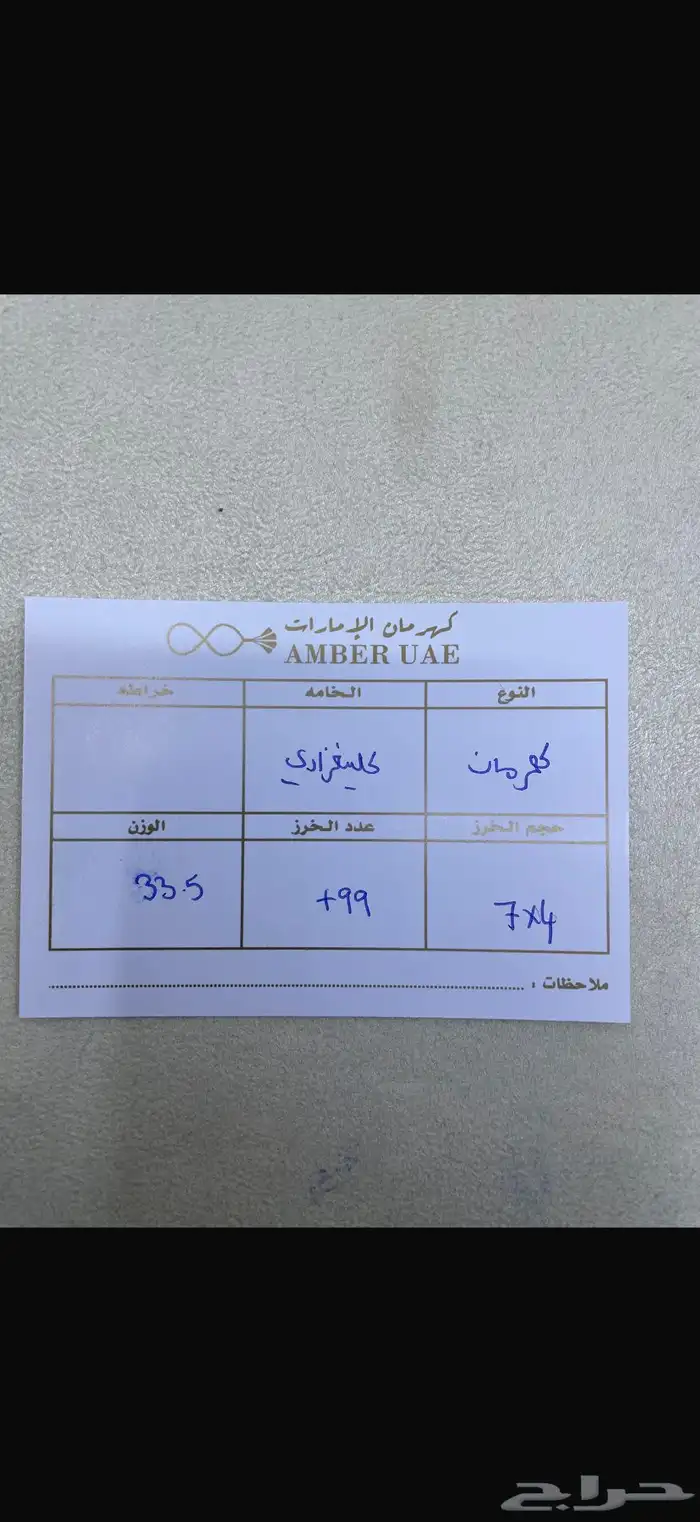 كهرمان الإمارات
AMBER UAE
النوع الخامه خراطه
كهرمان كلينغرادي
حجم الخرز عدد الخرز الوزن
7x4 +99 33.5
ملاحظات :
حراج